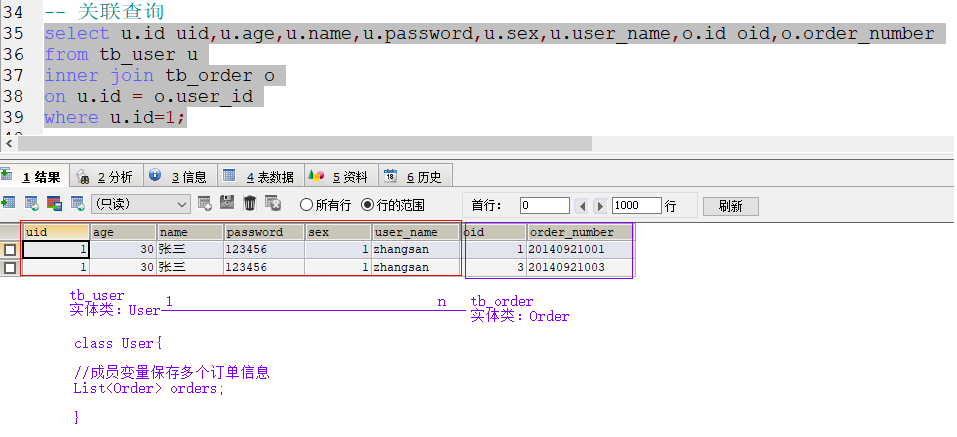 34 -- 关联查询
35 select u.id uid,u.age,u.name,u.password,u.sex,u.user_name,o.id oid,o.order_number
36 from tb_user u
37 inner join tb_order o
38 on u.id = o.user_id
39 where u.id=1;
1 结果 2 分析 3 信息 4 表数据 5 资料 18 6 历史
(只读) 所有行 行的范围 首行: 0 1000 行 刷新
uid age name password sex user_name oid order_number
1 30 张三 123456 1 zhangsan 1 20140921001
1 30 张三 123456 1 zhangsan 3 20140921003
tb_user 1 n tb_order
实体类：User 实体类：Order
class User{
//成员变量保存多个订单信息
List<Order> orders;
}